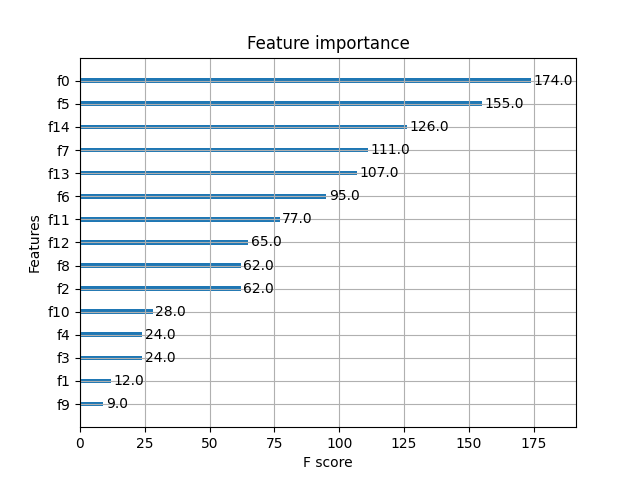 Feature importance
Features
f0 174.0
f5 155.0
f14 126.0
f7 111.0
f13 107.0
f6 95.0
f11 77.0
f12 65.0
f8 62.0
f2 62.0
f10 28.0
f4 24.0
f3 24.0
f1 12.0
f9 9.0
0 25 50 75 100 125 150 175
F score